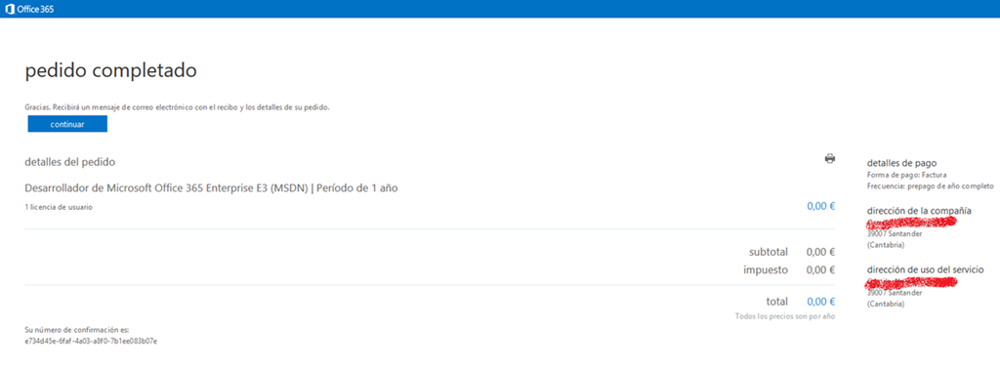 Office 365
pedido completado
Gracias. Recibirá un mensaje de correo electrónico con el recibo y los detalles de su pedido.
continuar
detalles del pedido
Desarrollador de Microsoft Office 365 Enterprise E3 (MSDN) | Período de 1 año
1 licencia de usuario
0,00 €
subtotal 0,00 €
impuesto 0,00 €
total 0,00 €
Todos los precios son por año
Su número de confirmación es:
e734d45e-6faf-4a03-a8f0-7b1ee083b07e
detalles de pago
Forma de pago: Factura
Frecuencia: prepago de año completo
dirección de la compañía
39007 Santander
(Cantabria)
dirección de uso del servicio
39007 Santander
(Cantabria)